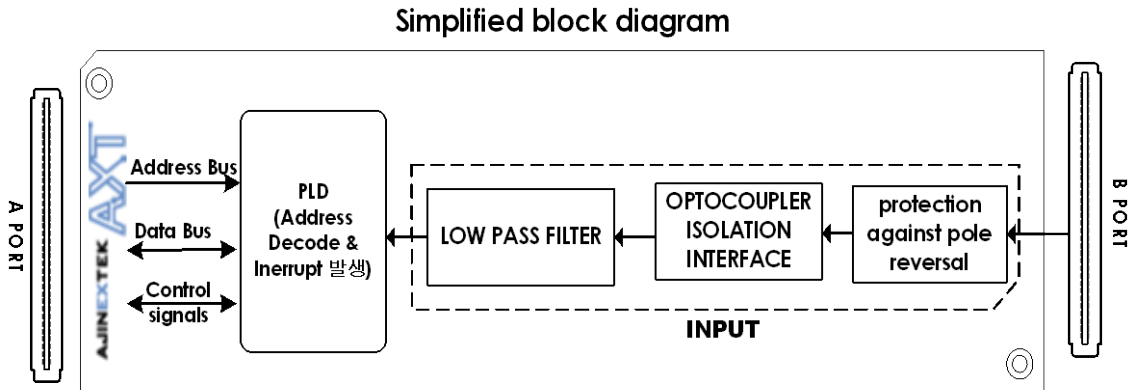 Simplified block diagram
A PORT
AJINEXTEK
AXT
Address Bus
Data Bus
Control
signals
PLD
(Address
Decode &
Inerrupt 발생)
LOW PASS FILTER
OPTOCOUPLER
ISOLATION
INTERFACE
protection
against pole
reversal
INPUT
B PORT